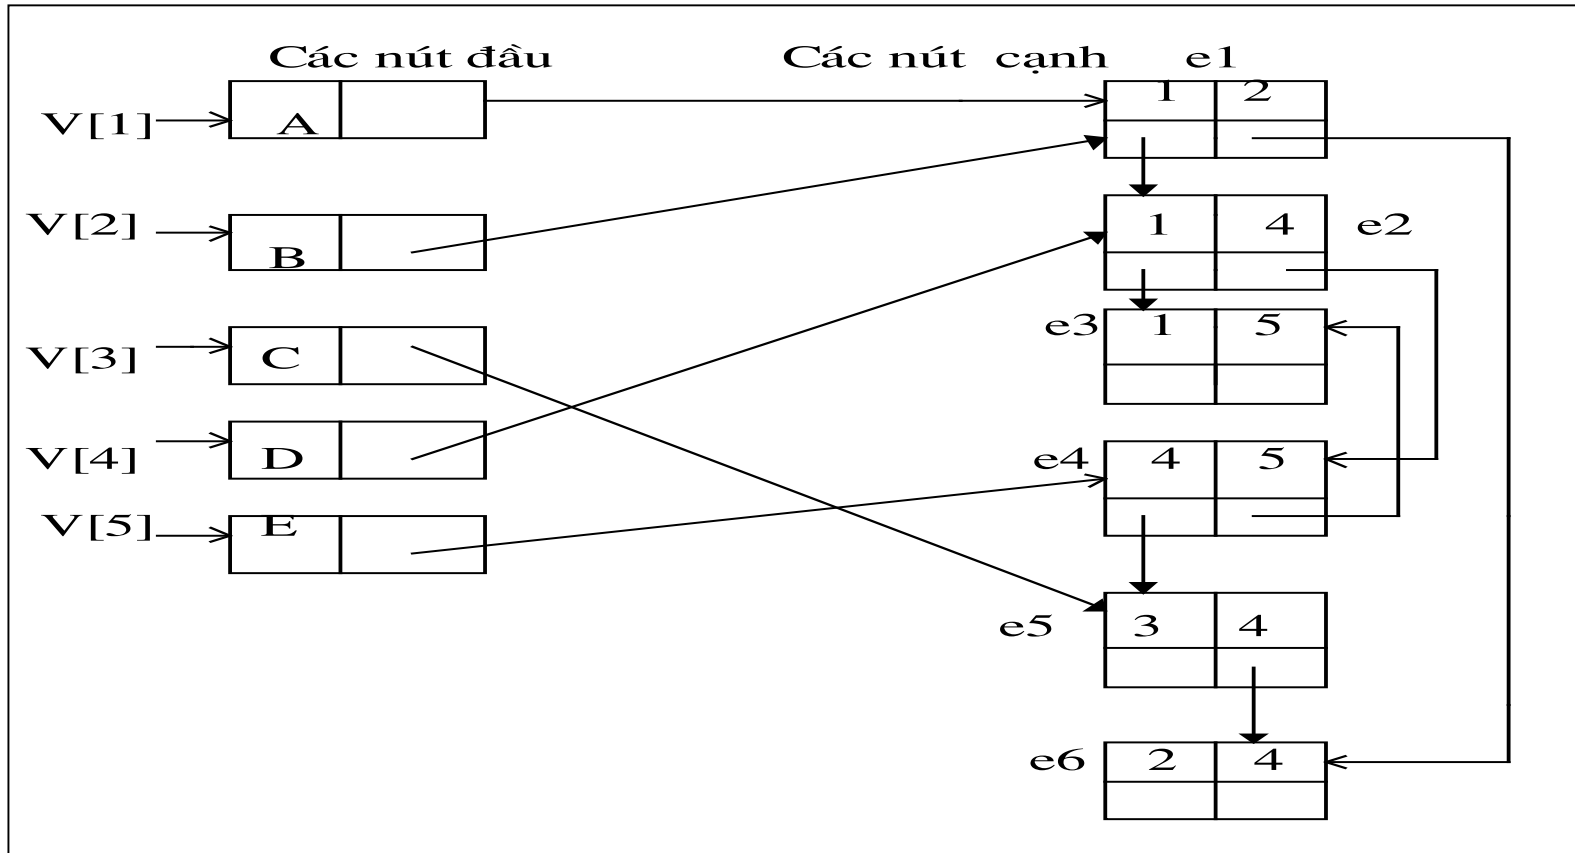 Các nút đầu
Các nút cạnh
e1
V[1]
A
1 2
V[2]
B
1 4
e2
V[3]
C
e3
1 5
V[4]
D
e4
4 5
V[5]
E
e5
3 4
e6
2 4